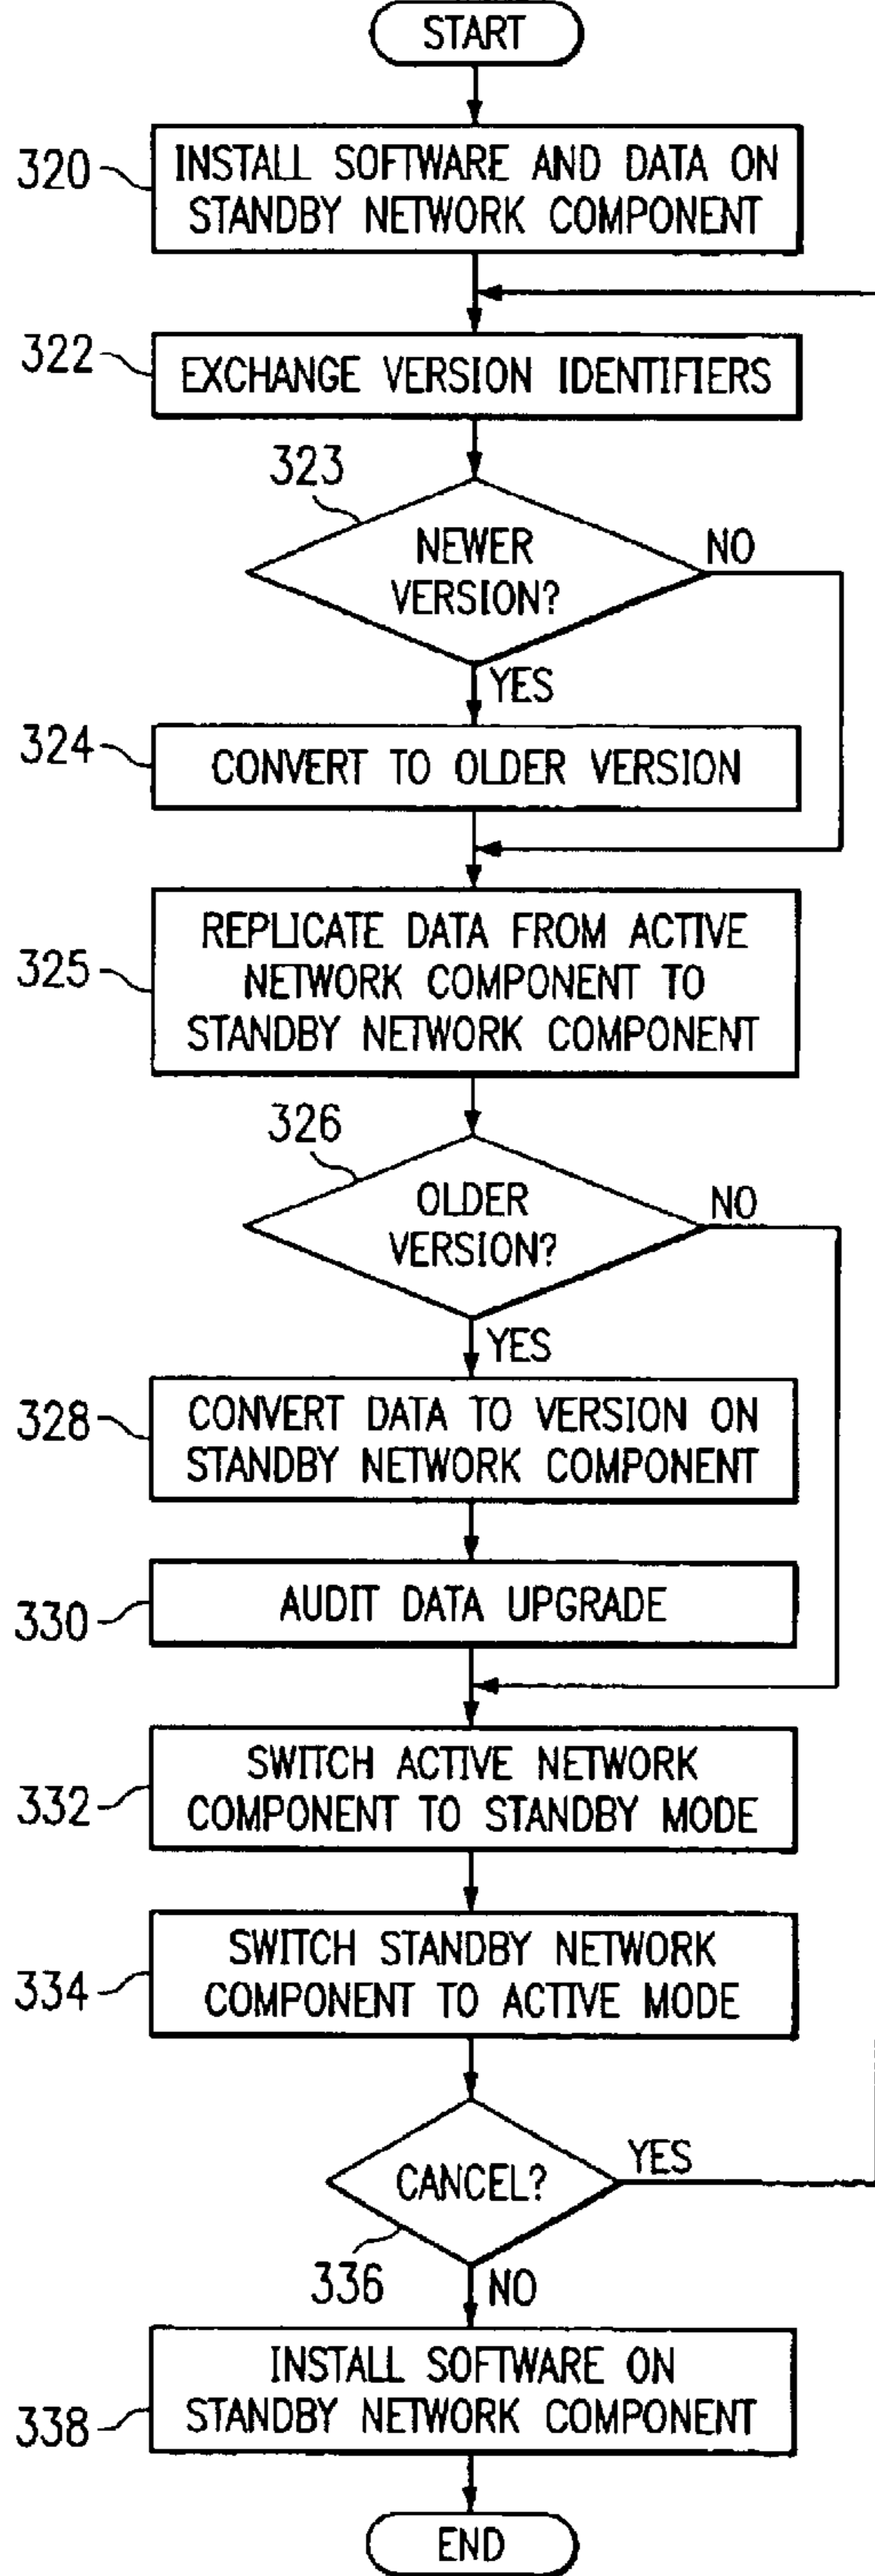 START
320
INSTALL SOFTWARE AND DATA ON
STANDBY NETWORK COMPONENT
322
EXCHANGE VERSION IDENTIFIERS
323
NEWER
VERSION?
NO
YES
324
CONVERT TO OLDER VERSION
325
REPLICATE DATA FROM ACTIVE
NETWORK COMPONENT TO
STANDBY NETWORK COMPONENT
326
OLDER
VERSION?
NO
YES
328
CONVERT DATA TO VERSION ON
STANDBY NETWORK COMPONENT
330
AUDIT DATA UPGRADE
332
SWITCH ACTIVE NETWORK
COMPONENT TO STANDBY MODE
334
SWITCH STANDBY NETWORK
COMPONENT TO ACTIVE MODE
CANCEL?
YES
336
NO
338
INSTALL SOFTWARE ON
STANDBY NETWORK COMPONENT
END